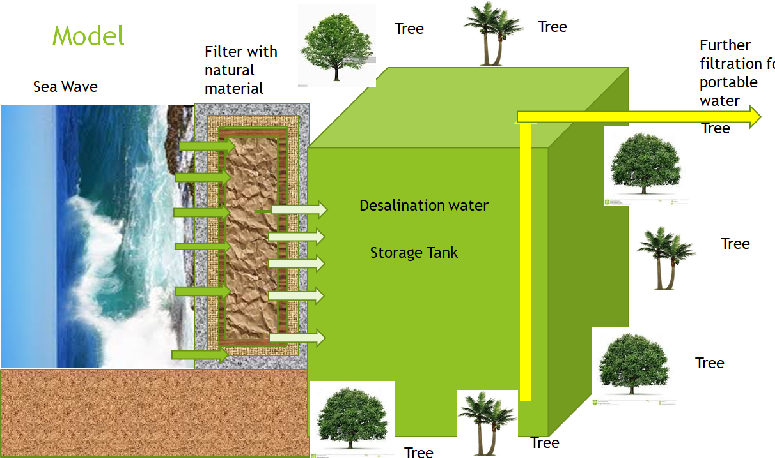 Model
Sea Wave
Filter with
natural
material
Tree
Tree
Further
filtration fo
portable
water
Tree
Desalination water
Storage Tank
Tree
Tree
Tree
Tree